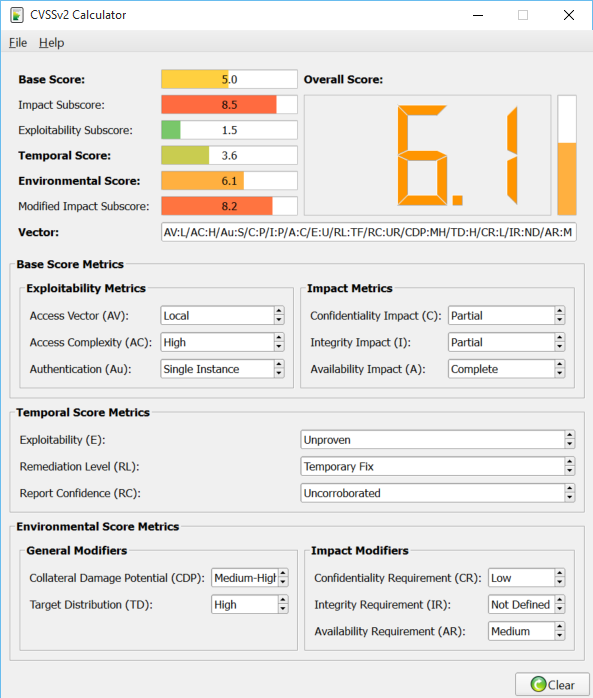 CVSSv2 Calculator
File Help
Base Score: 5.0 Overall Score:
Impact Subscore: 8.5
Exploitability Subscore: 1.5
Temporal Score: 3.6
Environmental Score: 6.1
Modified Impact Subscore: 8.2
6.1
Vector: AV:L/AC:H/Au:S/C:P/I:P/A:C/E:U/RL:TF/RC:UR/CDP:MH/TD:H/CR:L/IR:ND/AR:M
Base Score Metrics
Exploitability Metrics
Access Vector (AV): Local
Access Complexity (AC): High
Authentication (Au): Single Instance
Impact Metrics
Confidentiality Impact (C): Partial
Integrity Impact (I): Partial
Availability Impact (A): Complete
Temporal Score Metrics
Exploitability (E): Unproven
Remediation Level (RL): Temporary Fix
Report Confidence (RC): Uncorroborated
Environmental Score Metrics
General Modifiers
Collateral Damage Potential (CDP): Medium-High
Target Distribution (TD): High
Impact Modifiers
Confidentiality Requirement (CR): Low
Integrity Requirement (IR): Not Defined
Availability Requirement (AR): Medium
Clear